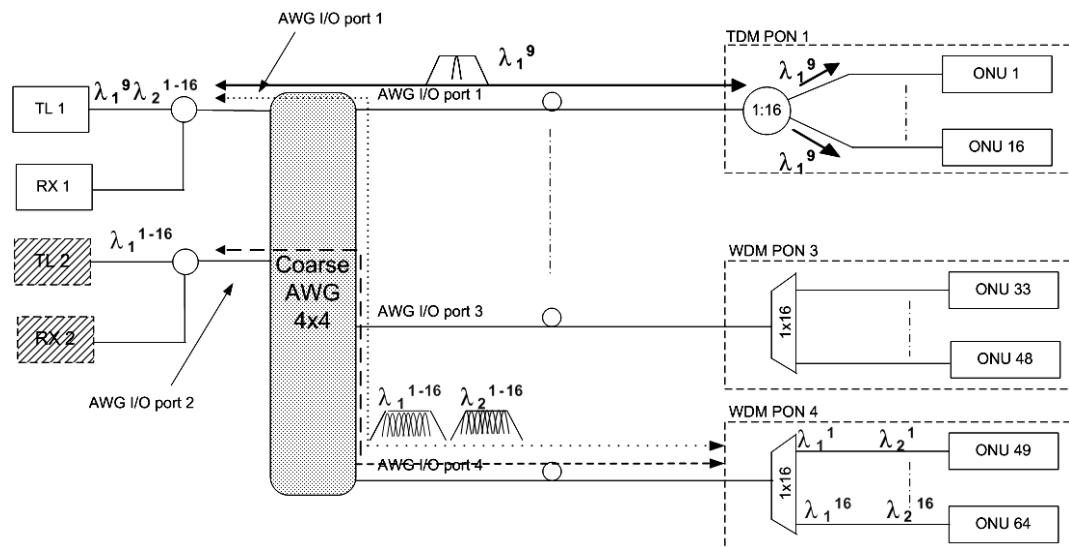 AWG I/O port 1
λ₁⁹
TDM PON 1
TL 1
λ₁⁹λ₂¹⁻¹⁶
AWG I/O port 1
1:16
λ₁⁹
ONU 1
RX 1
λ₁⁹
ONU 16
TL 2
λ₁¹⁻¹⁶
Coarse
AWG
4x4
WDM PON 3
ONU 33
AWG I/O port 3
1x16
RX 2
ONU 48
AWG I/O port 2
λ₁¹⁻¹⁶
λ₂¹⁻¹⁶
WDM PON 4
λ₁¹
λ₂¹
ONU 49
AWG I/O port 4
1x16
λ₁¹⁶
λ₂¹⁶
ONU 64